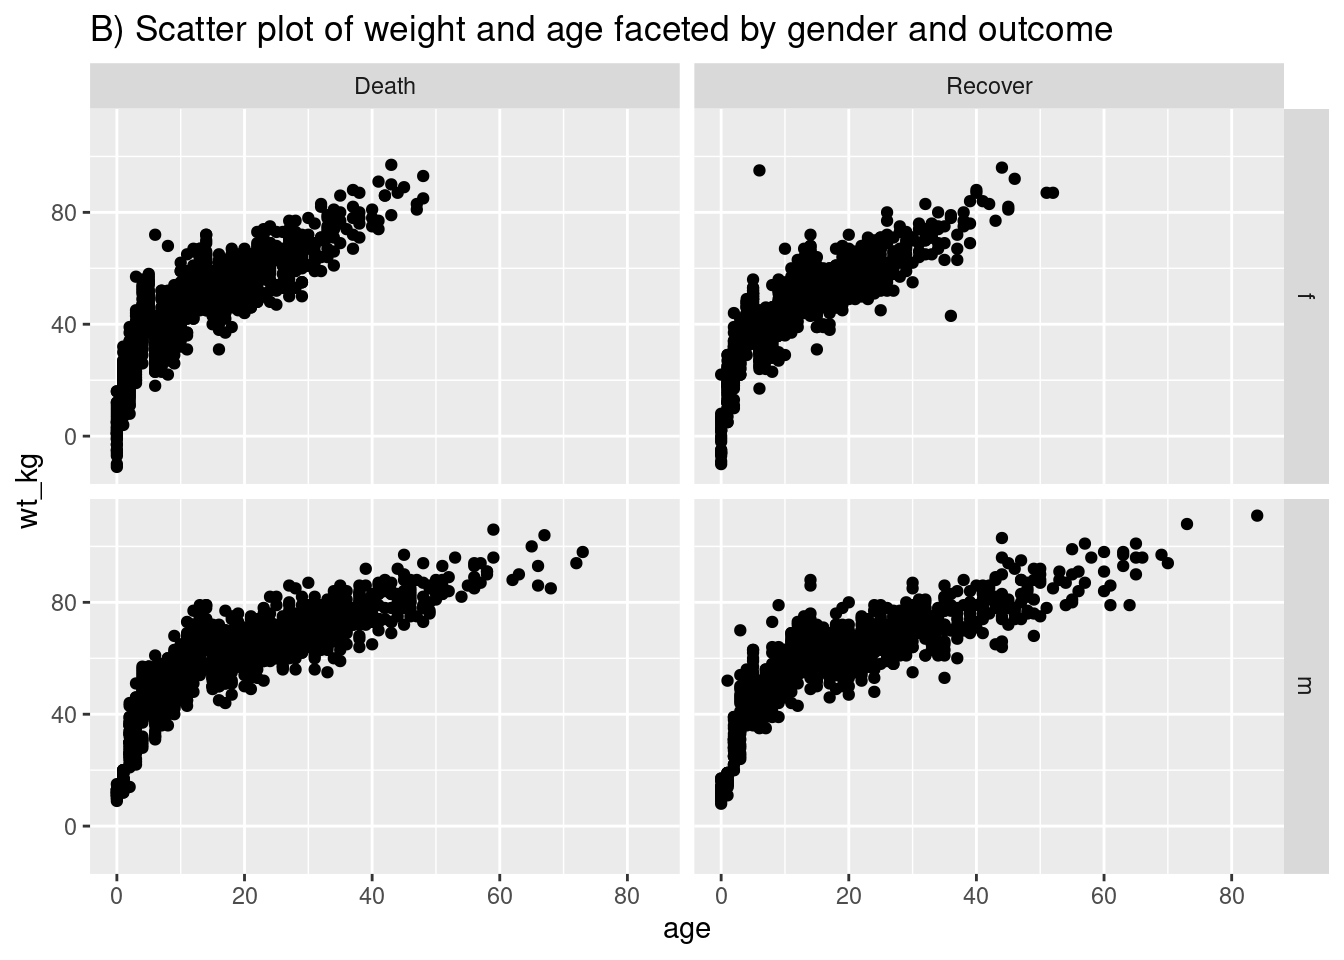 B) Scatter plot of weight and age faceted by gender and outcome
Death
Recover
80
40
0
f
wt_kg
80
40
0
m
0 20 40 60 80
0 20 40 60 80
age